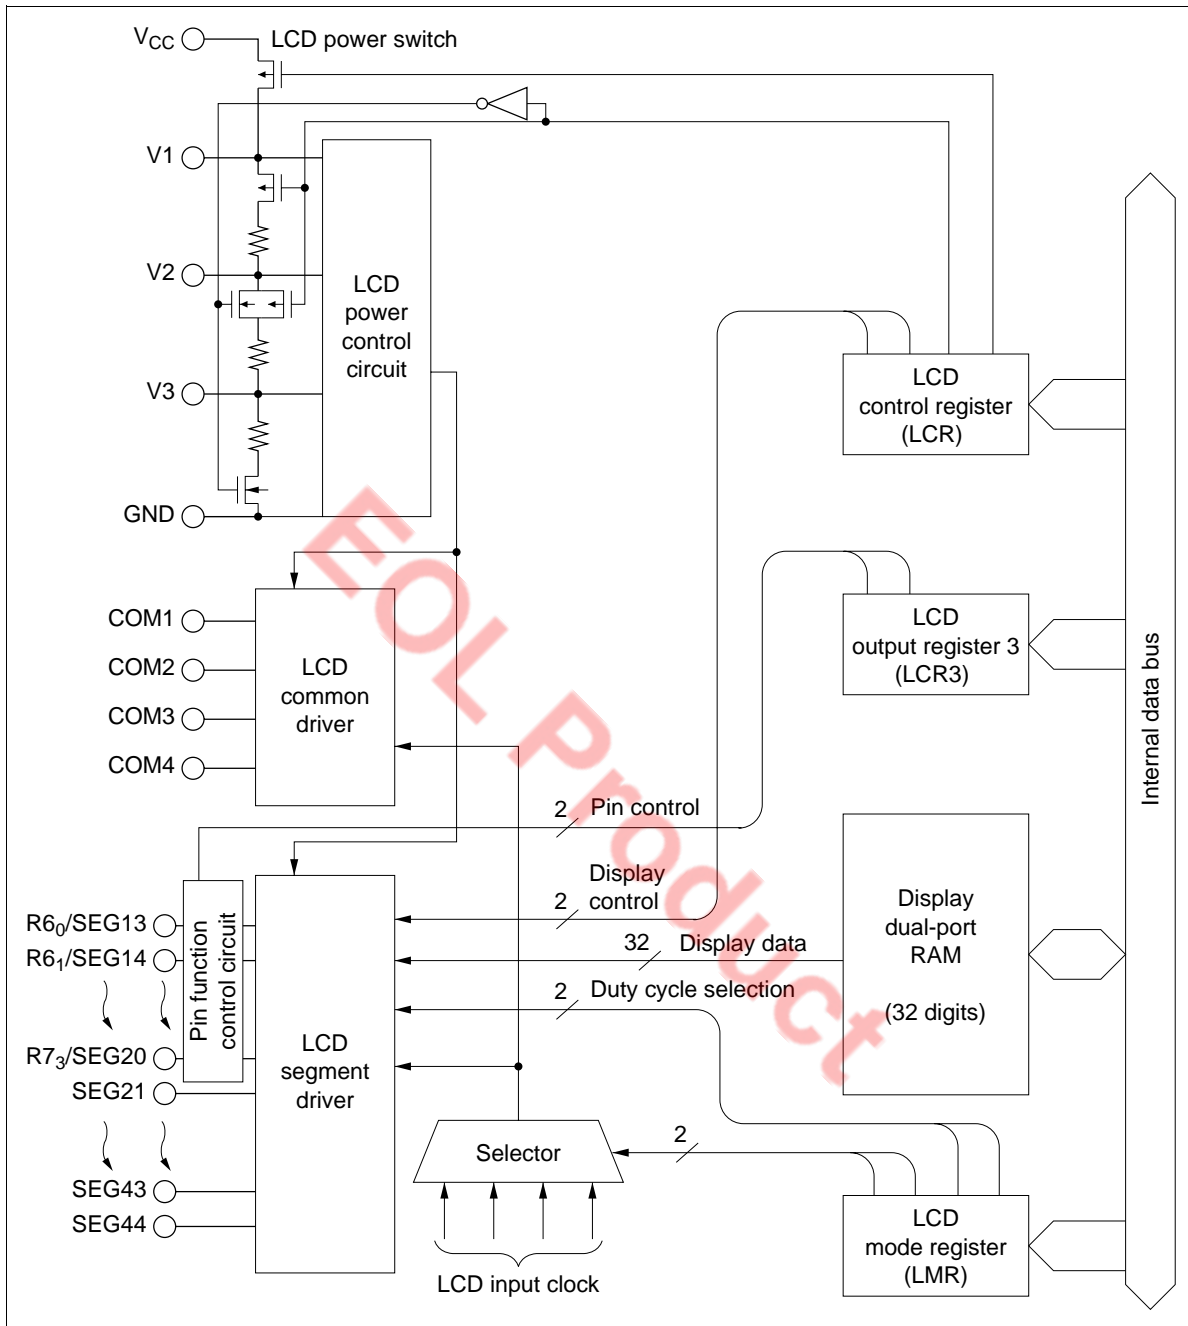 VCC
LCD power switch
V1
V2
V3
GND
LCD
power
control
circuit
LCD
control register
(LCR)
COM1
COM2
COM3
COM4
LCD
common
driver
LCD
output register 3
(LCR3)
Internal data bus
2 Pin control
Display
2 control
32 Display data
2 Duty cycle selection
Display
dual-port
RAM
(32 digits)
R60/SEG13
R61/SEG14
R73/SEG20
SEG21
SEG43
SEG44
Pin function
control circuit
LCD
segment
driver
Selector
2
LCD input clock
LCD
mode register
(LMR)
EOL Product